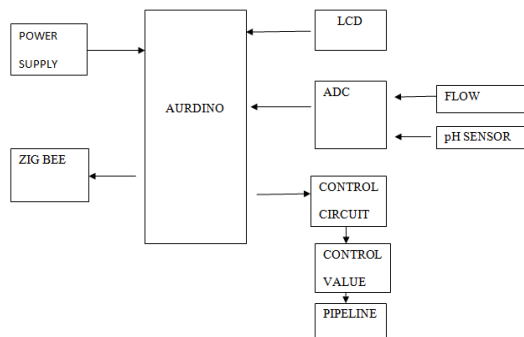 POWER
SUPPLY
LCD
AURDINO
ADC
FLOW
pH SENSOR
ZIG BEE
CONTROL
CIRCUIT
CONTROL
VALUE
PIPELINE